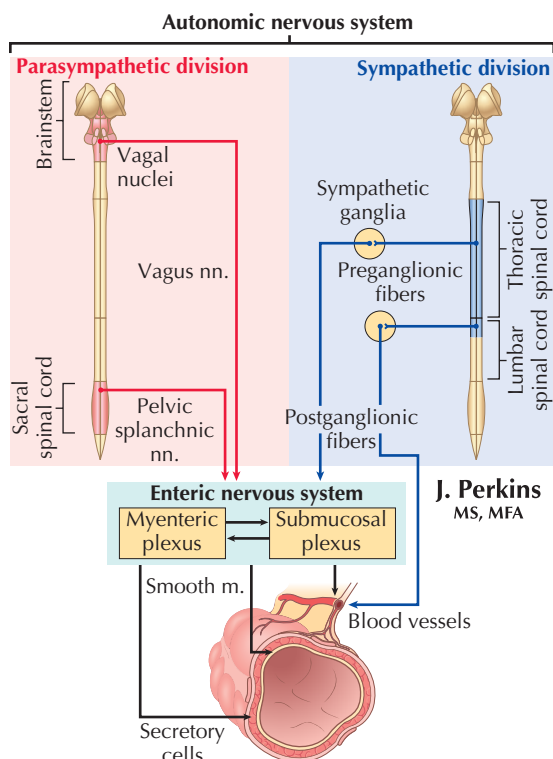 Autonomic nervous system
Parasympathetic division
Sympathetic division
Brainstem
Vagal
nuclei
Vagus nn.
Sacral
spinal cord
Pelvic
splanchnic
nn.
Sympathetic
ganglia
Preganglionic
fibers
Thoracic
spinal cord
Lumbar
spinal cord
Postganglionic
fibers
J. Perkins
MS, MFA
Enteric nervous system
Myenteric
plexus
Submucosal
plexus
Smooth m.
Blood vessels
Secretory
cells